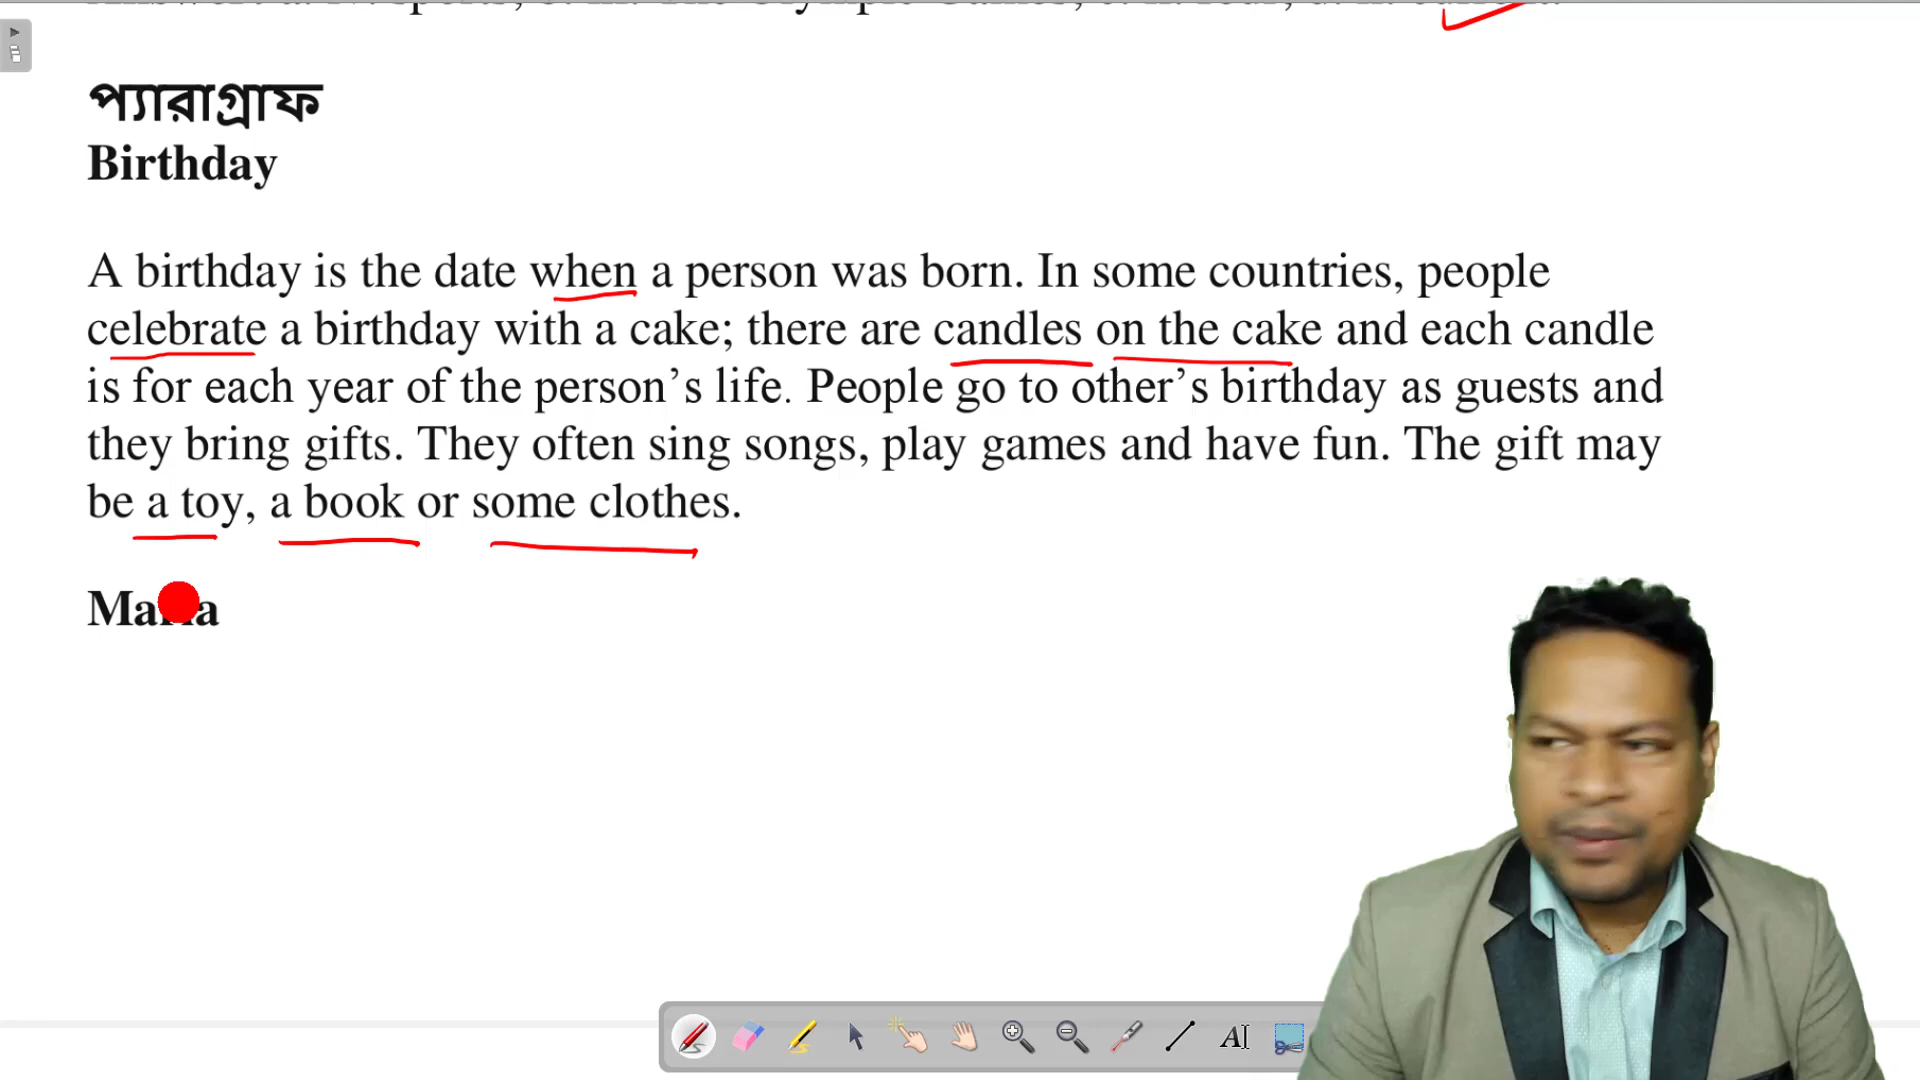 প্যারাগ্রাফ
Birthday
A birthday is the date when a person was born. In some countries, people
celebrate a birthday with a cake; there are candles on the cake and each candle
is for each year of the person’s life. People go to other’s birthday as guests and
they bring gifts. They often sing songs, play games and have fun. The gift may
be a toy, a book or some clothes.